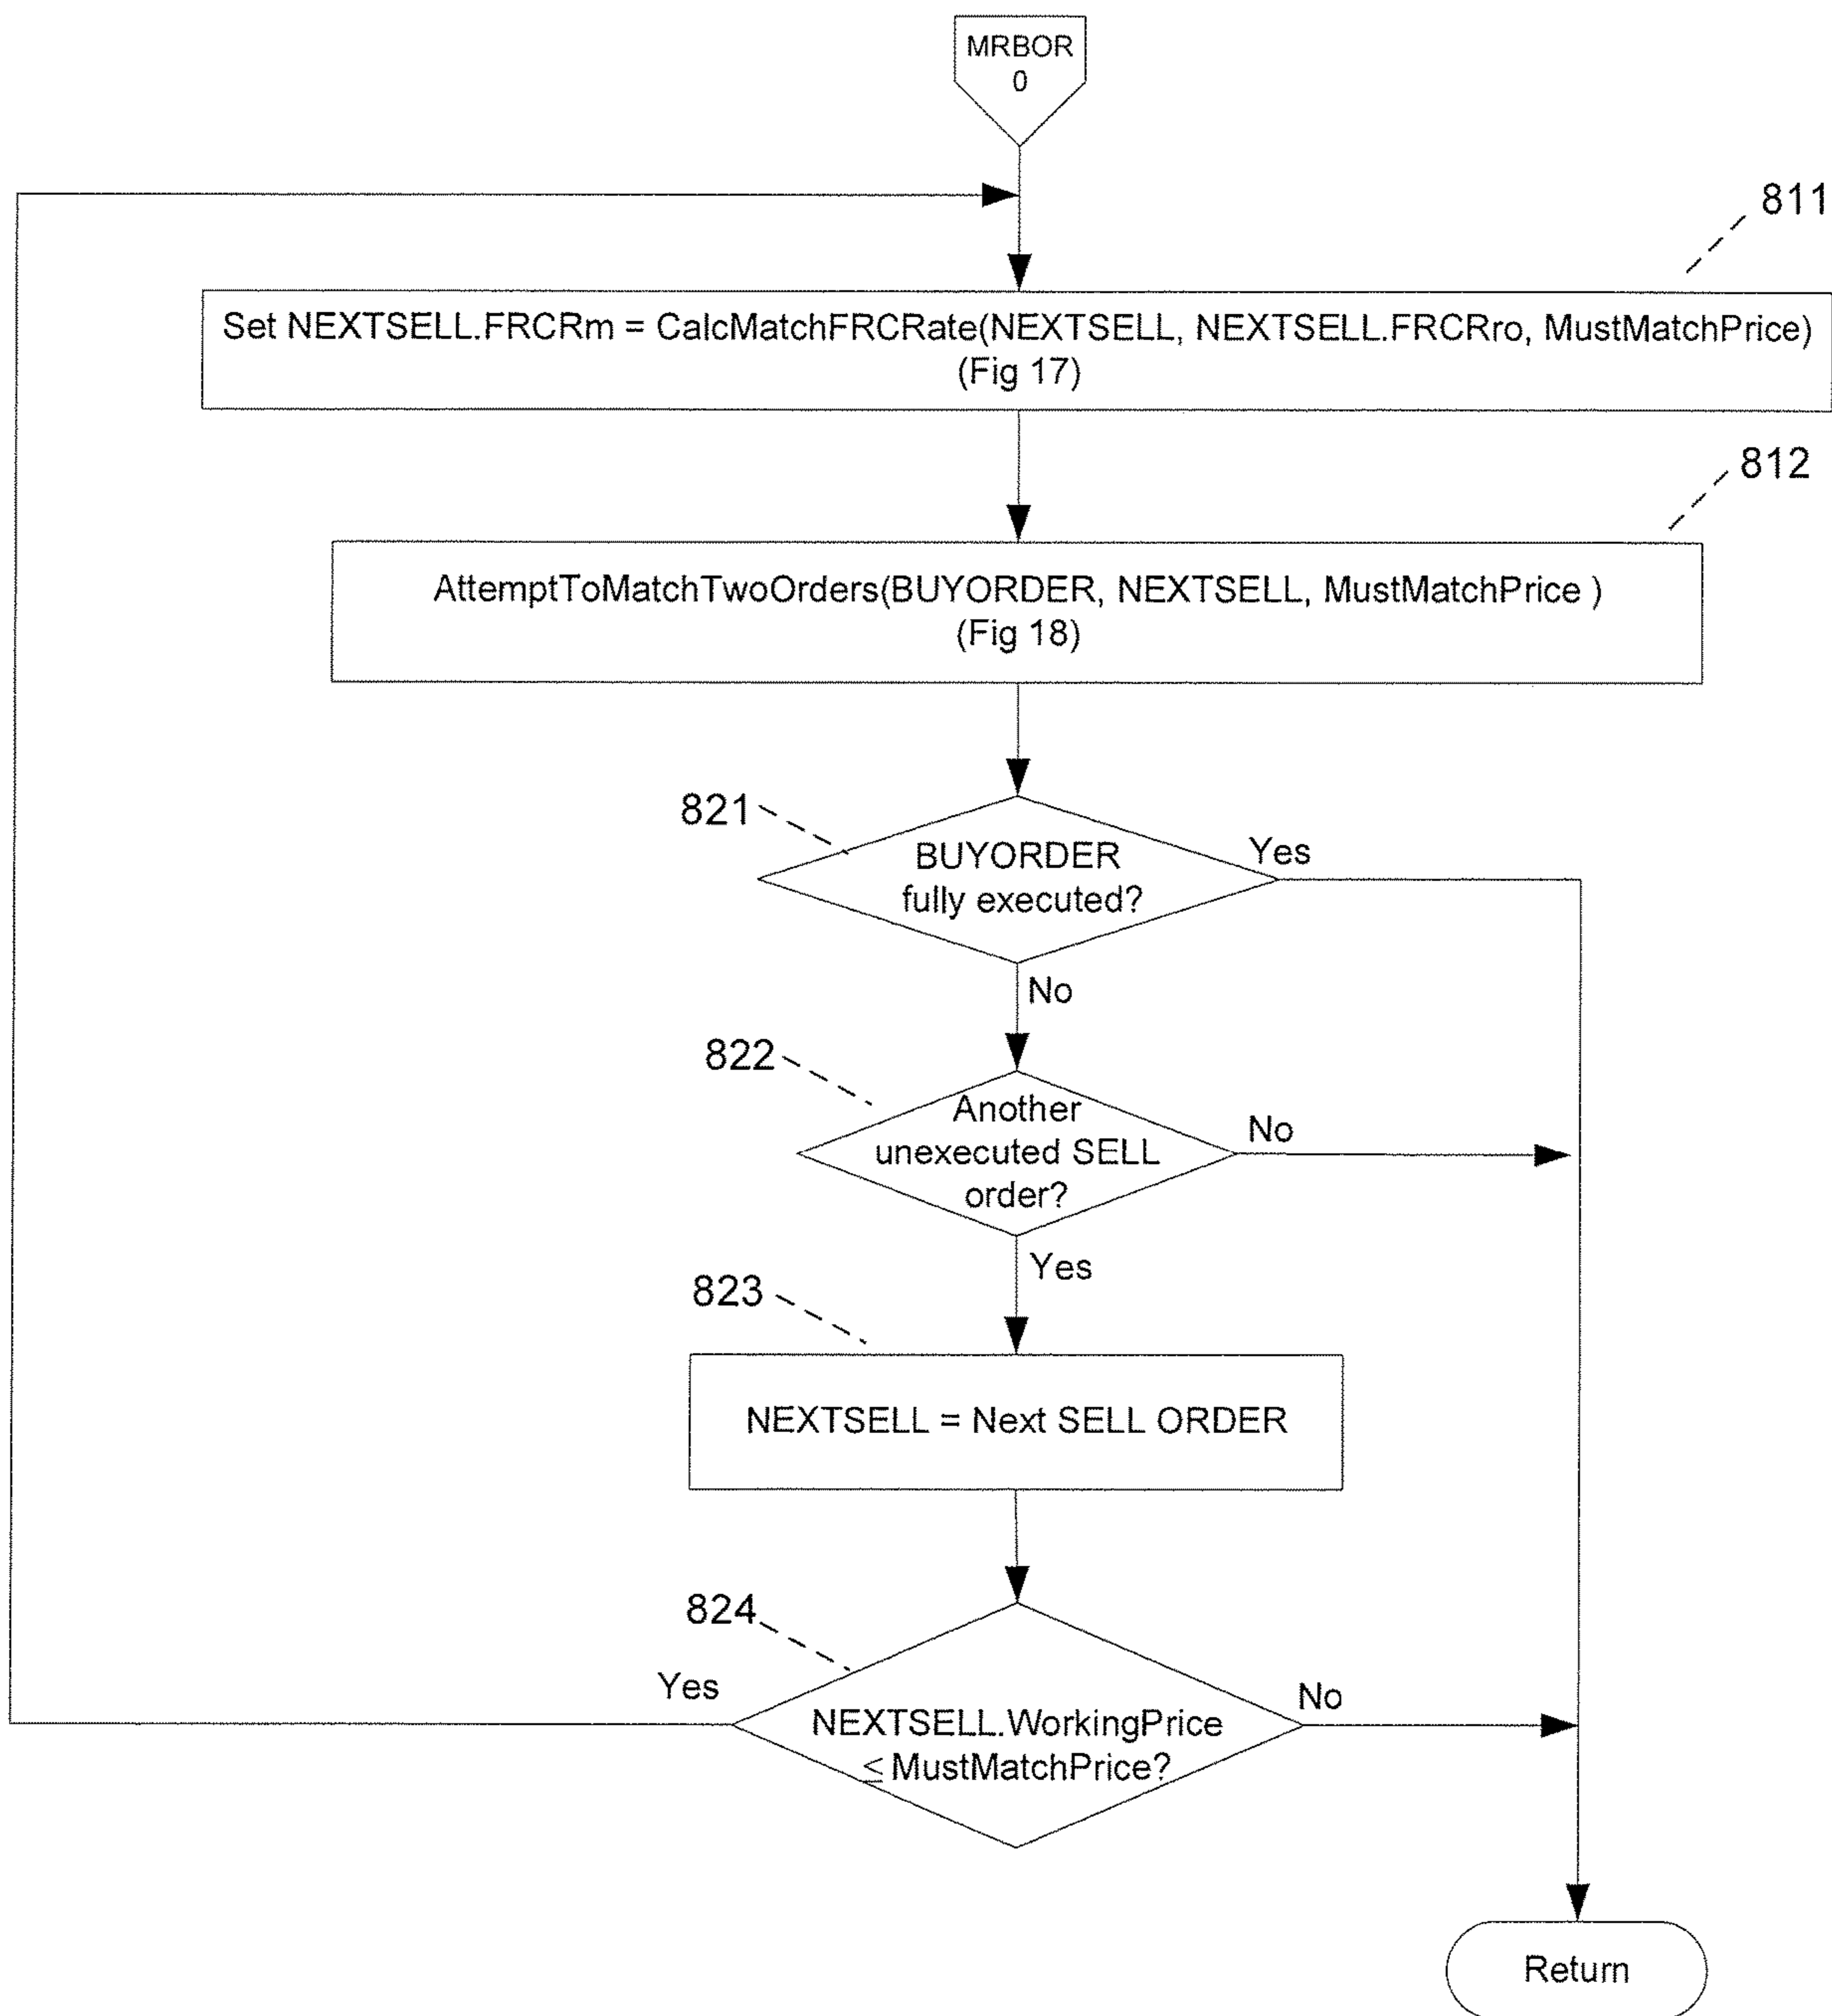 MRBOR
0
811
Set NEXTSELL.FRCRm = CalcMatchFRCRate(NEXTSELL, NEXTSELL.FRCRro, MustMatchPrice)
(Fig 17)
812
AttemptToMatchTwoOrders(BUYORDER, NEXTSELL, MustMatchPrice )
(Fig 18)
821
BUYORDER
fully executed?
Yes
No
822
Another
unexecuted SELL
order?
No
Yes
823
NEXTSELL = Next SELL ORDER
824
Yes
NEXTSELL.WorkingPrice
≤ MustMatchPrice?
No
Return